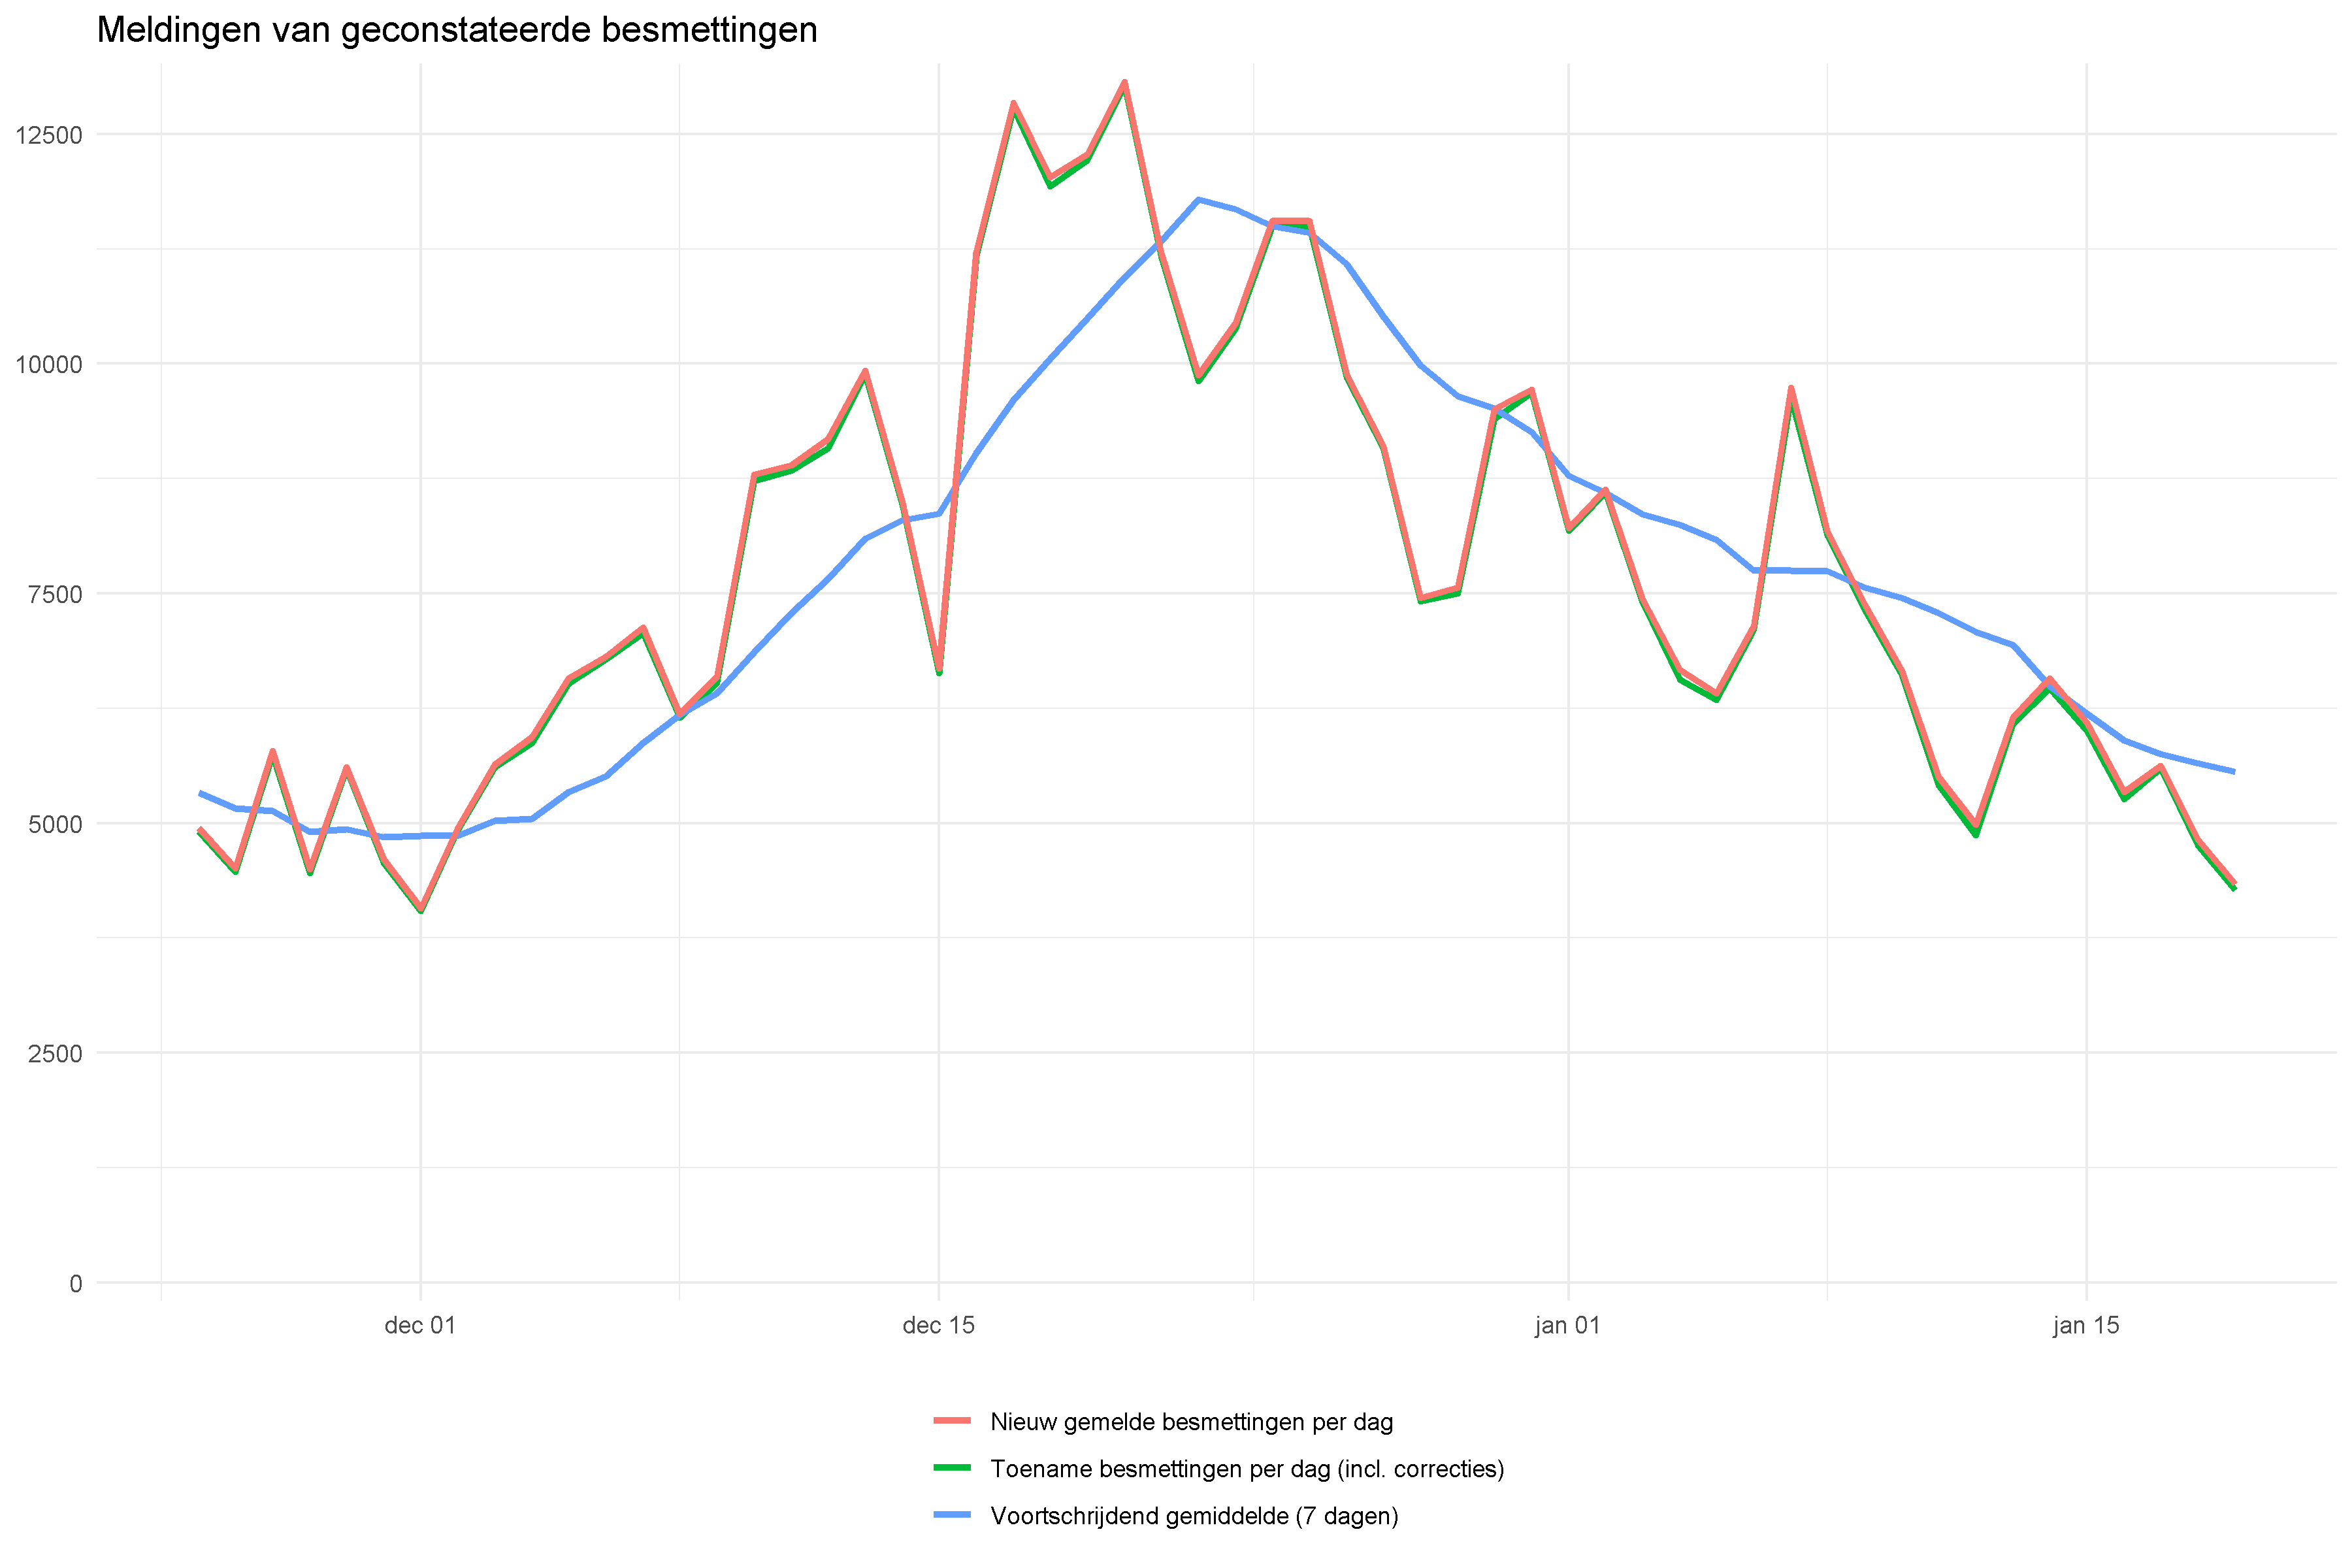 Meldingen van geconstateerde besmettingen
12500
10000
7500
5000
2500
0
dec 01
dec 15
jan 01
jan 15
Nieuw gemelde besmettingen per dag
Toename besmettingen per dag (incl. correcties)
Voortschrijdend gemiddelde (7 dagen)